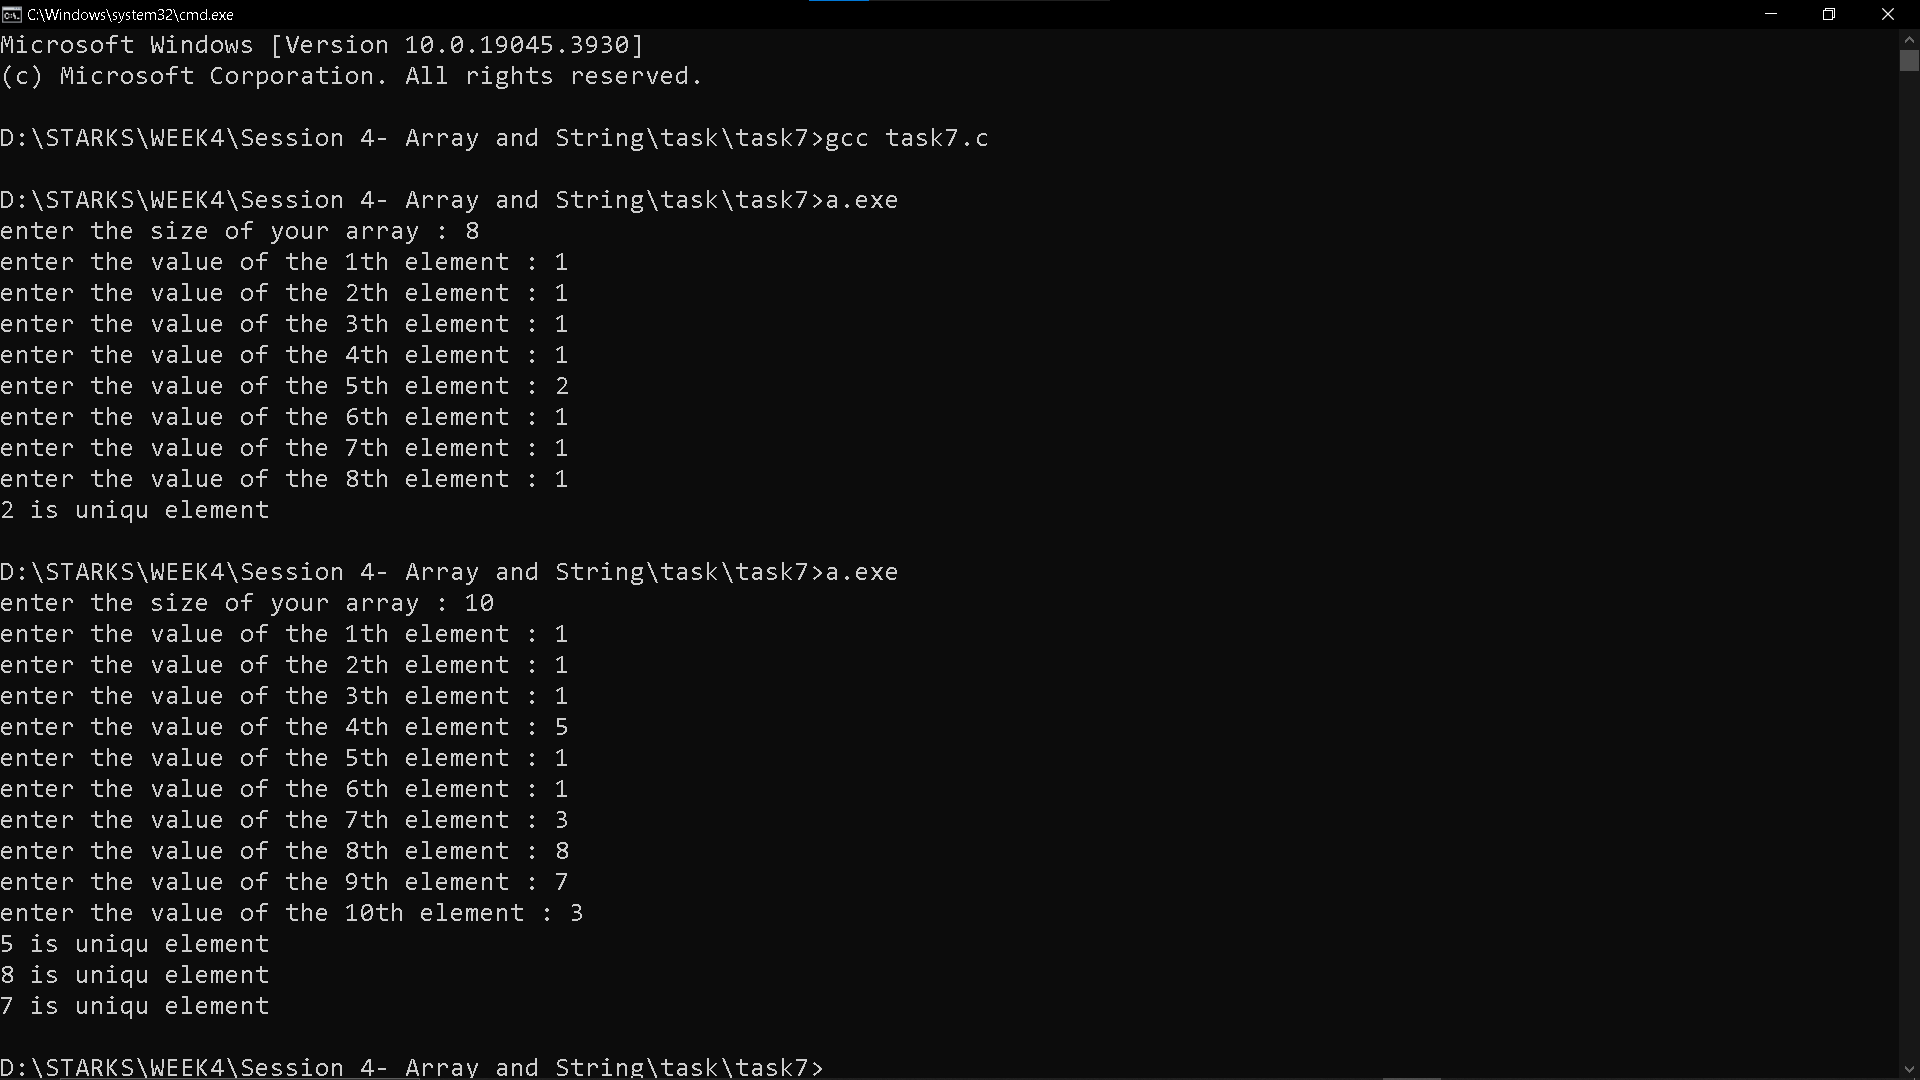 C:\Windows\system32\cmd.exe
Microsoft Windows [Version 10.0.19045.3930]
(c) Microsoft Corporation. All rights reserved.
D:\STARKS\WEEK4\Session 4- Array and String\task\task7>gcc task7.c
D:\STARKS\WEEK4\Session 4- Array and String\task\task7>a.exe
enter the size of your array : 8
enter the value of the 1th element : 1
enter the value of the 2th element : 1
enter the value of the 3th element : 1
enter the value of the 4th element : 1
enter the value of the 5th element : 2
enter the value of the 6th element : 1
enter the value of the 7th element : 1
enter the value of the 8th element : 1
2 is uniqu element
D:\STARKS\WEEK4\Session 4- Array and String\task\task7>a.exe
enter the size of your array : 10
enter the value of the 1th element : 1
enter the value of the 2th element : 1
enter the value of the 3th element : 1
enter the value of the 4th element : 5
enter the value of the 5th element : 1
enter the value of the 6th element : 1
enter the value of the 7th element : 3
enter the value of the 8th element : 8
enter the value of the 9th element : 7
enter the value of the 10th element : 3
5 is uniqu element
8 is uniqu element
7 is uniqu element
D:\STARKS\WEEK4\Session 4- Array and String\task\task7>